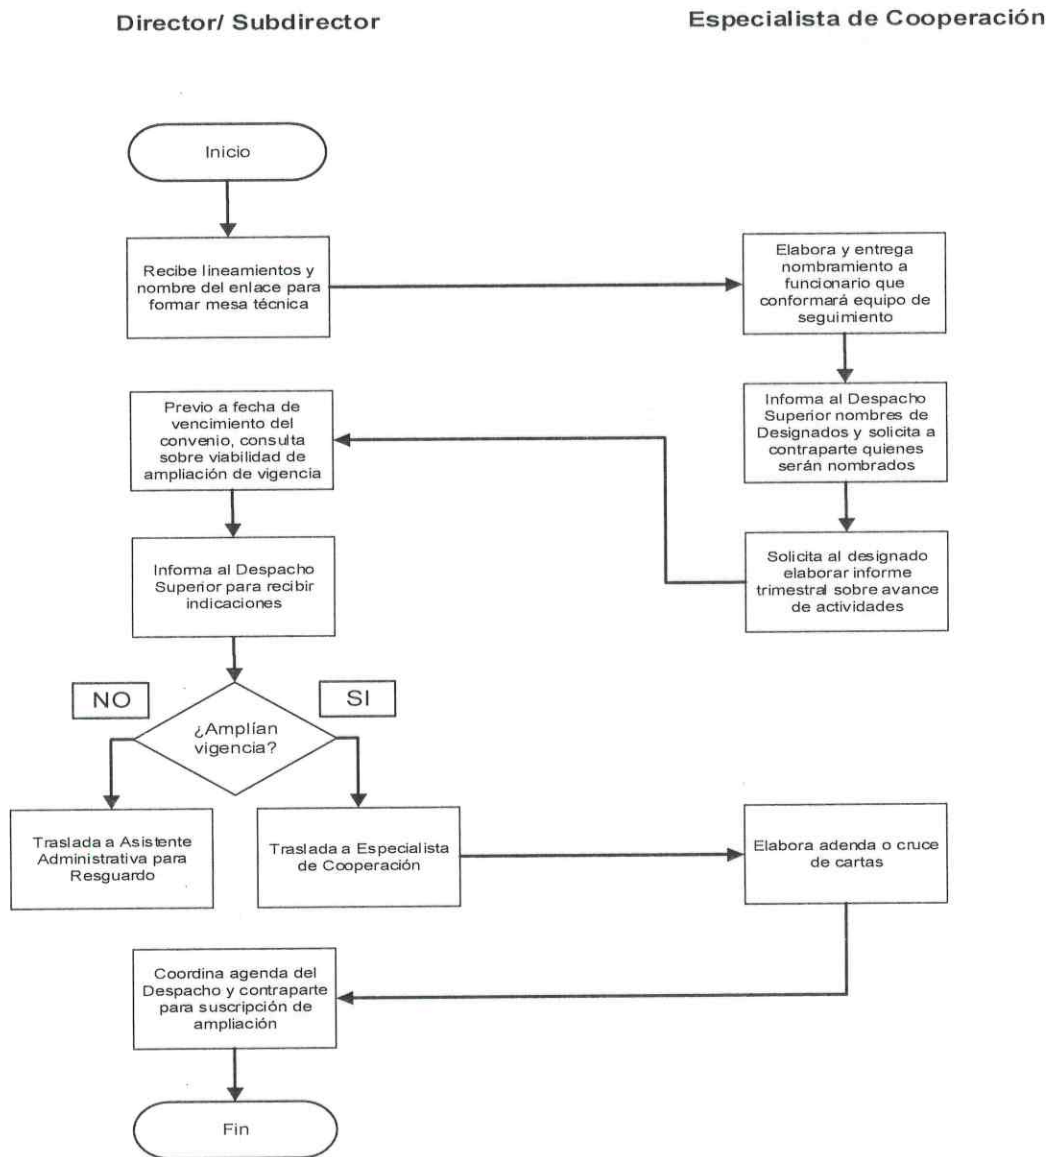 Director/ Subdirector
Especialista de Cooperación
Inicio
Recibe lineamientos y
nombre del enlace para
formar mesa técnica
Elabora y entrega
nombramiento a
funcionario que
conformará equipo de
seguimiento
Informa al Despacho
Superior nombres de
Designados y solicita a
contraparte quienes
serán nombrados
Solicita al designado
elaborar informe
trimestral sobre avance
de actividades
Previo a fecha de
vencimiento del
convenio, consulta
sobre viabilidad de
ampliación de vigencia
Informa al Despacho
Superior para recibir
indicaciones
NO
SI
¿Amplían
vigencia?
Traslada a Asistente
Administrativa para
Resguardo
Traslada a Especialista
de Cooperación
Elabora adenda o cruce
de cartas
Coordina agenda del
Despacho y contraparte
para suscripción de
ampliación
Fin